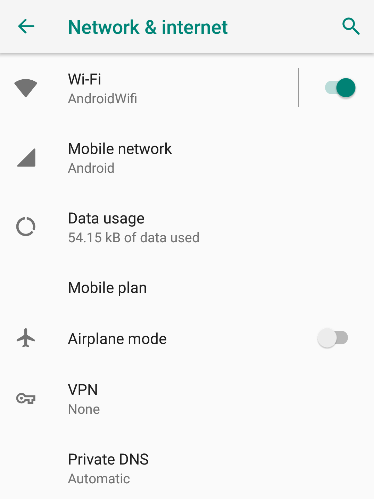 Network & internet
Wi-Fi
AndroidWifi
Mobile network
Android
Data usage
54.15 kB of data used
Mobile plan
Airplane mode
VPN
None
Private DNS
Automatic